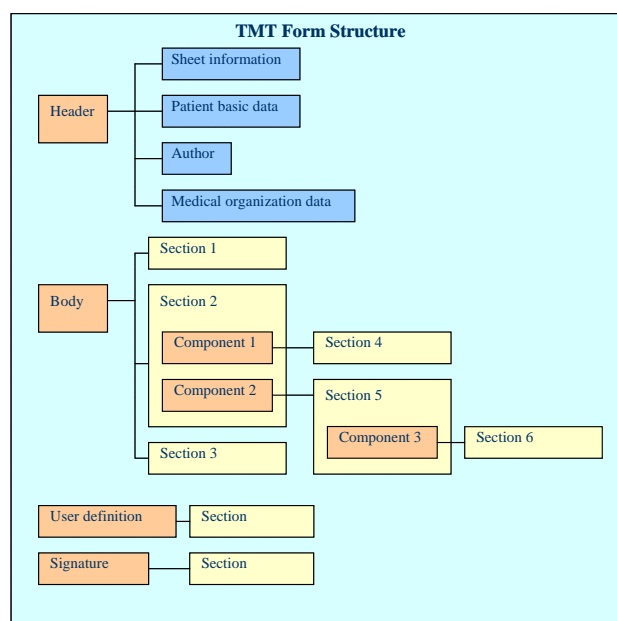 TMT Form Structure
Sheet information
Header
Patient basic data
Author
Medical organization data
Section 1
Body
Section 2
Component 1
Section 4
Component 2
Section 5
Component 3
Section 6
Section 3
User definition
Section
Signature
Section